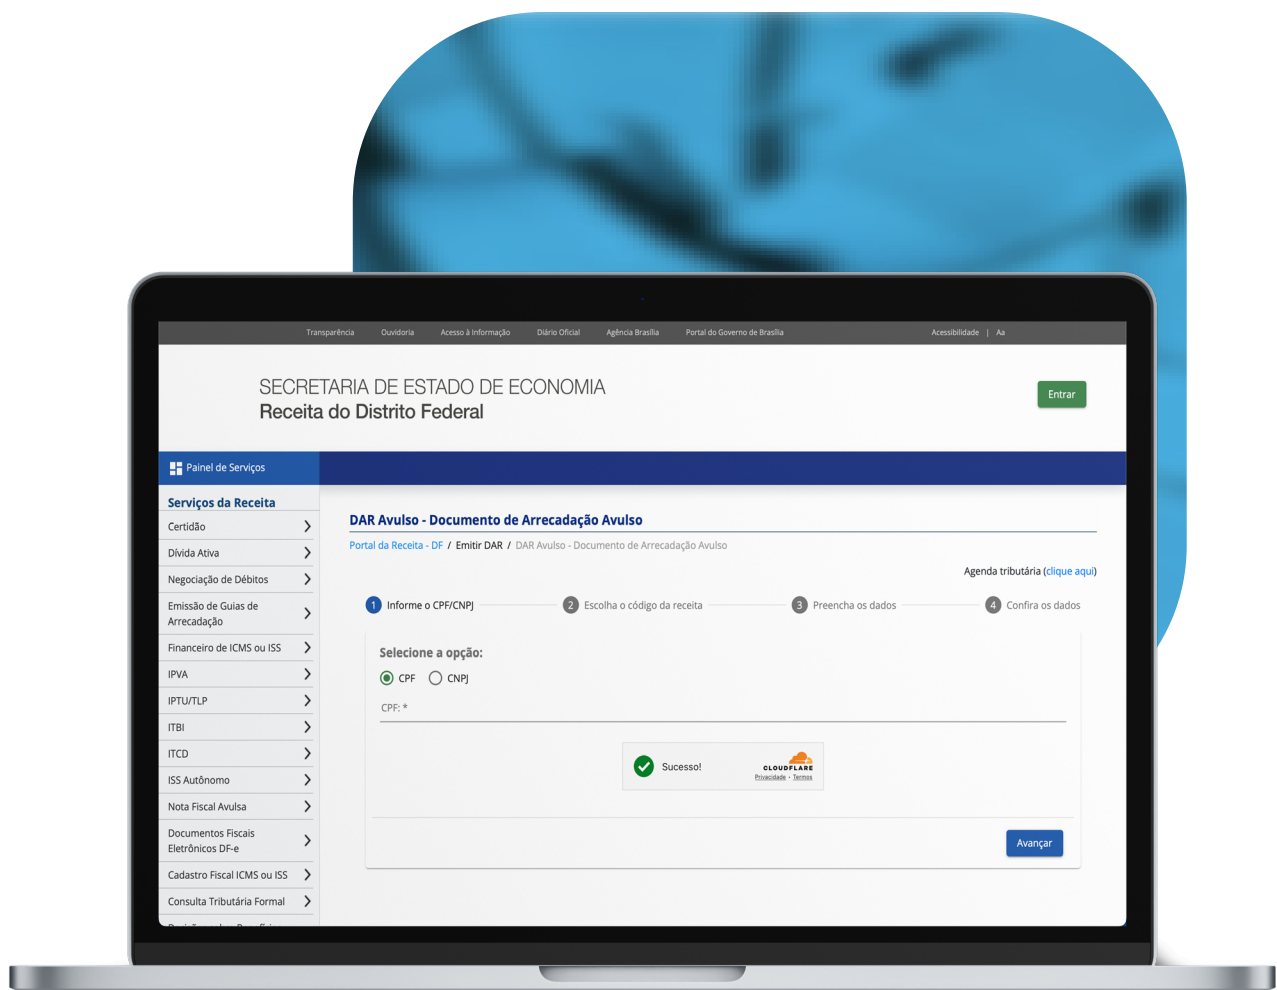 Transparência Ouvidoria Acesso à Informação Diário Oficial Agência Brasília Portal do Governo de Brasília Acessibilidade | Aa
SECRETARIA DE ESTADO DE ECONOMIA
Receita do Distrito Federal
Entrar
Painel de Serviços
Serviços da Receita
Certidão
Dívida Ativa
Negociação de Débitos
Emissão de Guias de
Arrecadação
Financeiro de ICMS ou ISS
IPVA
IPTU/TLP
ITBI
ITCD
ISS Autônomo
Nota Fiscal Avulsa
Documentos Fiscais
Eletrônicos DF-e
Cadastro Fiscal ICMS ou ISS
Consulta Tributária Formal
DAR Avulso - Documento de Arrecadação Avulso
Portal da Receita - DF / Emitir DAR / DAR Avulso - Documento de Arrecadação Avulso
Agenda tributária (clique aqui)
1 Informe o CPF/CNPJ 2 Escolha o código da receita 3 Preencha os dados 4 Confira os dados
Selecione a opção:
CPF CNPJ
CPF: *
Sucesso!
CLOUDFLARE
Privacidade • Termos
Avançar